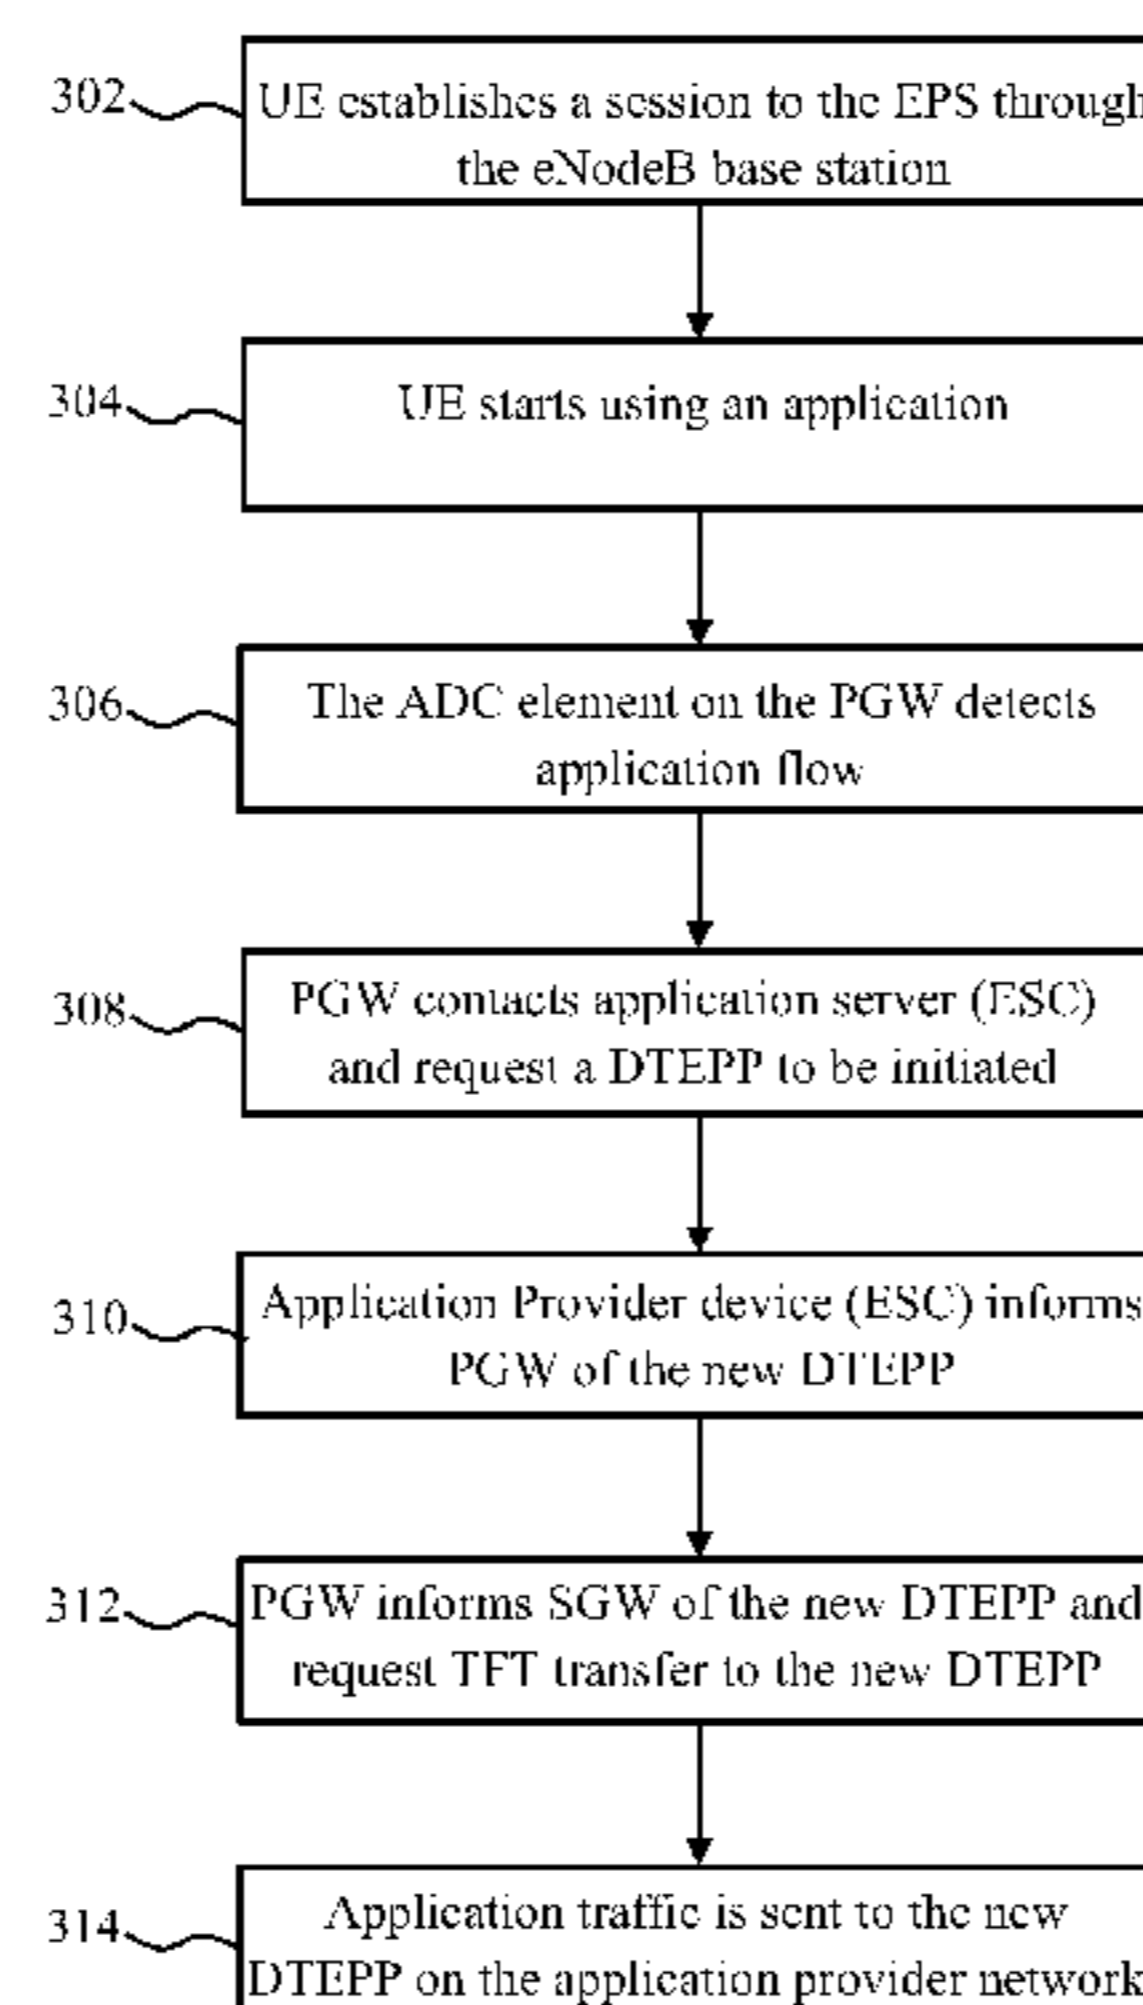 302
UE establishes a session to the EPS through
the eNodeB base station
304
UE starts using an application
306
The ADC element on the PGW detects
application flow
308
PGW contacts application server (ESC)
and request a DTEPP to be initiated
310
Application Provider device (ESC) informs
PGW of the new DTEPP
312
PGW informs SGW of the new DTEPP and
request TFT transfer to the new DTEPP
314
Application traffic is sent to the new
DTEPP on the application provider network